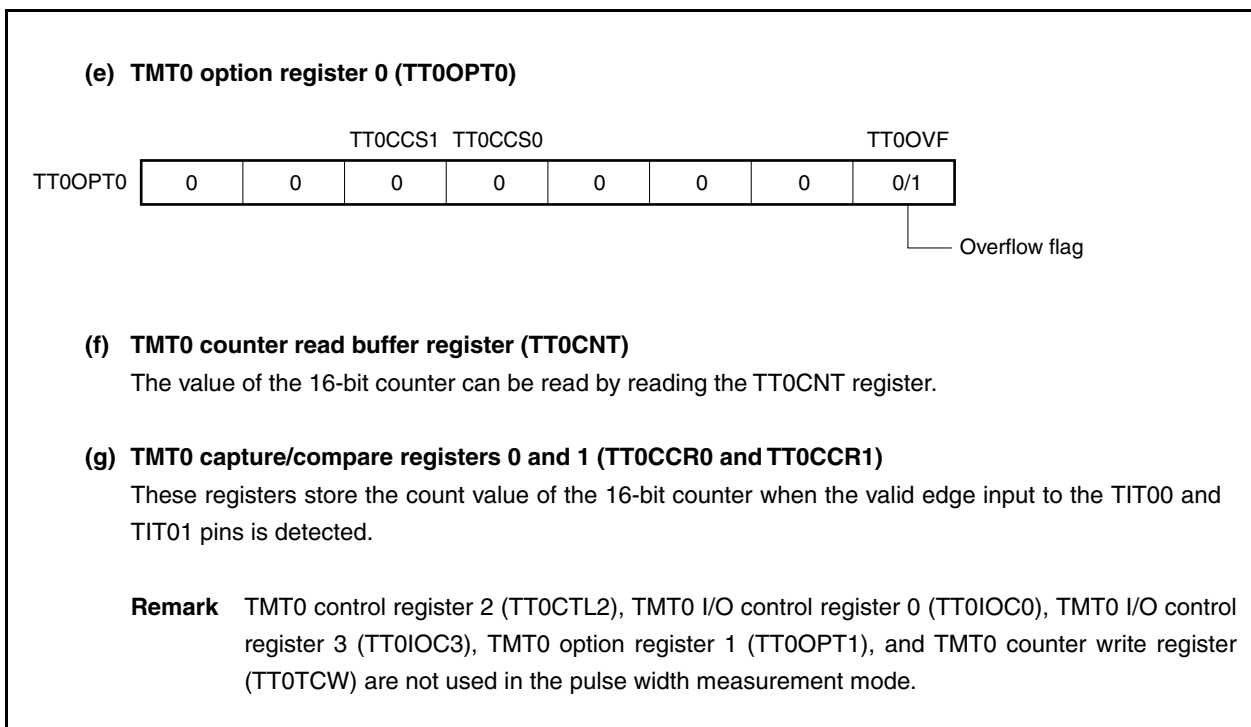 (e) TMT0 option register 0 (TT0OPT0)
TT0CCS1 TT0CCS0 TT0OVF
TT0OPT0 0 0 0 0 0 0 0 0/1
Overflow flag
(f) TMT0 counter read buffer register (TT0CNT)
The value of the 16-bit counter can be read by reading the TT0CNT register.
(g) TMT0 capture/compare registers 0 and 1 (TT0CCR0 and TT0CCR1)
These registers store the count value of the 16-bit counter when the valid edge input to the TIT00 and
TIT01 pins is detected.
Remark TMT0 control register 2 (TT0CTL2), TMT0 I/O control register 0 (TT0IOC0), TMT0 I/O control
register 3 (TT0IOC3), TMT0 option register 1 (TT0OPT1), and TMT0 counter write register
(TT0TCW) are not used in the pulse width measurement mode.